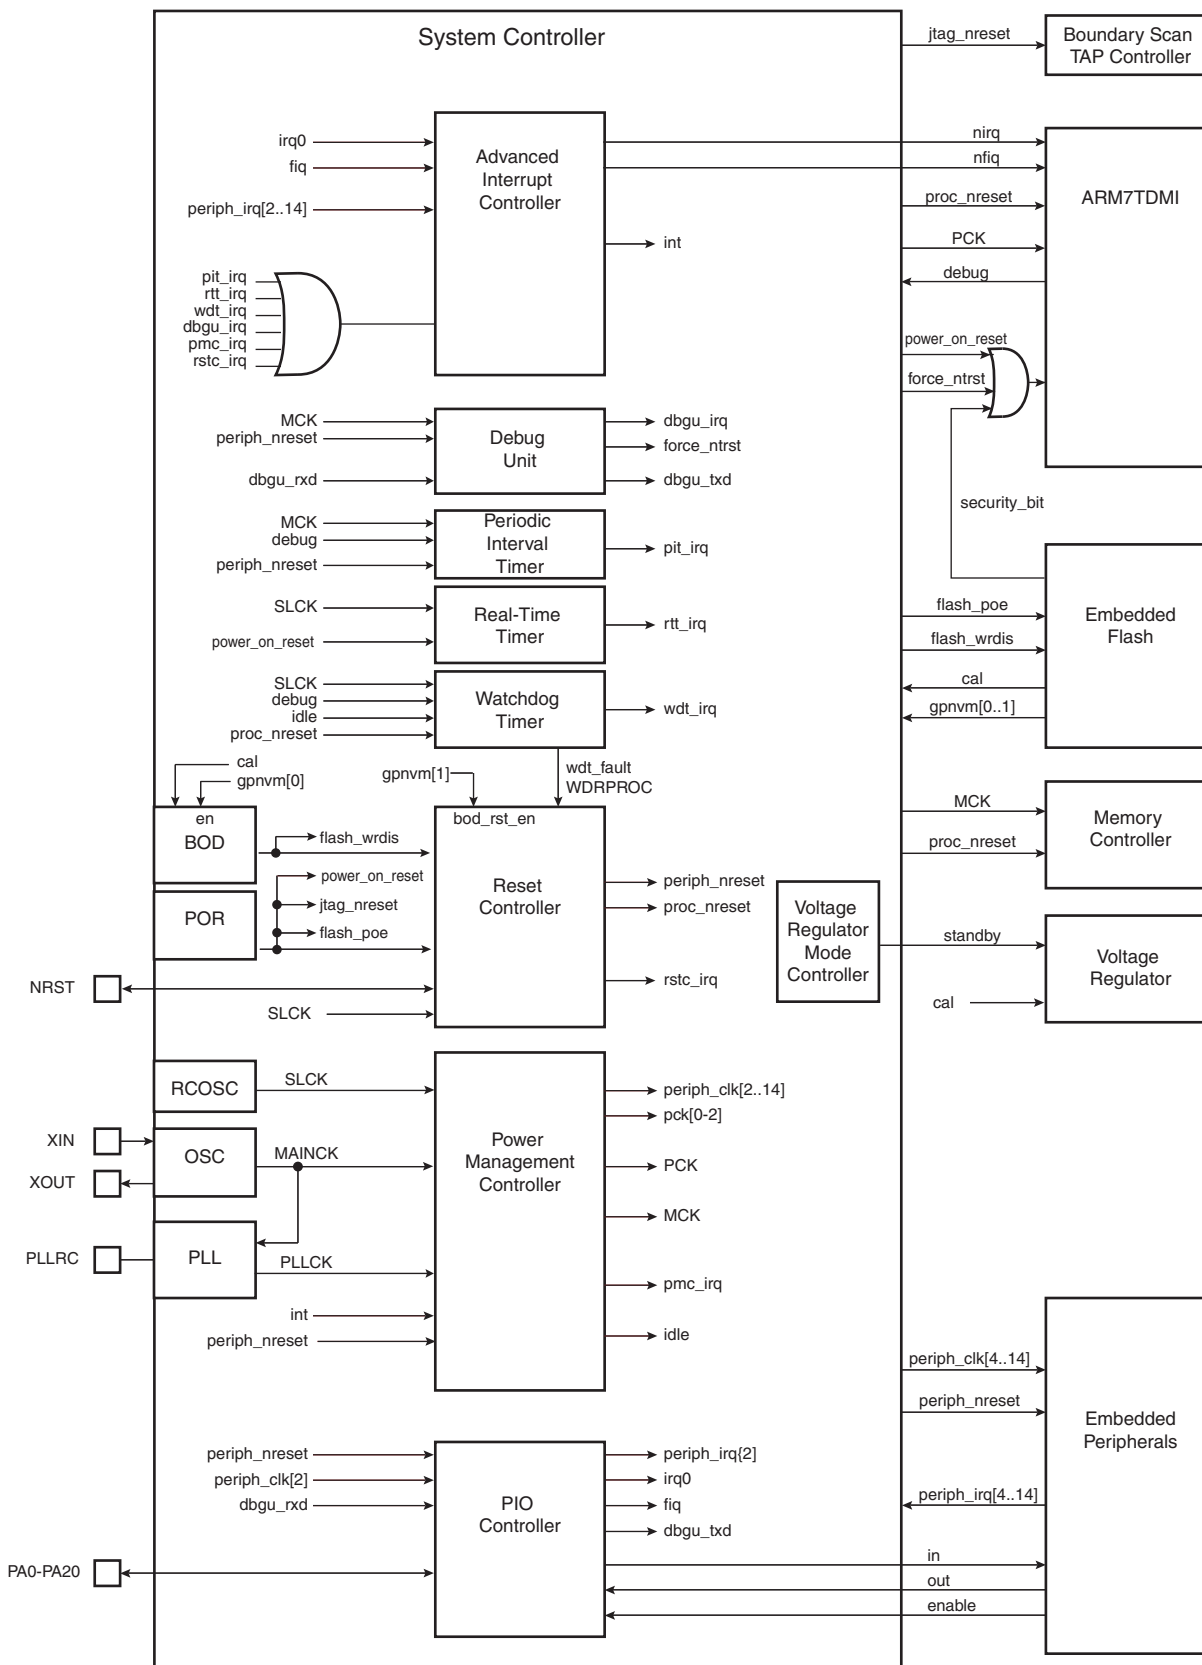 System Controller
jtag_nreset
Boundary Scan
TAP Controller
irq0
fiq
periph_irq[2..14]
Advanced
Interrupt
Controller
int
nirq
nfiq
proc_nreset
PCK
debug
ARM7TDMI
pit_irq
rtt_irq
wdt_irq
dbgu_irq
pmc_irq
rstc_irq
power_on_reset
force_ntrst
security_bit
MCK
periph_nreset
dbgu_rxd
Debug
Unit
dbgu_irq
force_ntrst
dbgu_txd
MCK
debug
periph_nreset
Periodic
Interval
Timer
pit_irq
SLCK
power_on_reset
Real-Time
Timer
rtt_irq
flash_poe
flash_wrdis
cal
gpnvm[0..1]
Embedded
Flash
SLCK
debug
idle
proc_nreset
Watchdog
Timer
wdt_irq
cal
gpnvm[0]
gpnvm[1]
wdt_fault
WDRPROC
en
BOD
flash_wrdis
bod_rst_en
Reset
Controller
power_on_reset
jtag_nreset
flash_poe
POR
periph_nreset
proc_nreset
rstc_irq
NRST
SLCK
MCK
proc_nreset
Memory
Controller
Voltage
Regulator
Mode
Controller
standby
cal
Voltage
Regulator
RCOSC
SLCK
XIN
XOUT
OSC
MAINCK
PLLRC
PLL
PLLCK
int
periph_nreset
Power
Management
Controller
periph_clk[2..14]
pck[0-2]
PCK
MCK
pmc_irq
idle
periph_clk[4..14]
periph_nreset
periph_irq[4..14]
in
out
enable
Embedded
Peripherals
periph_nreset
periph_clk[2]
dbgu_rxd
PA0-PA20
PIO
Controller
periph_irq{2]
irq0
fiq
dbgu_txd